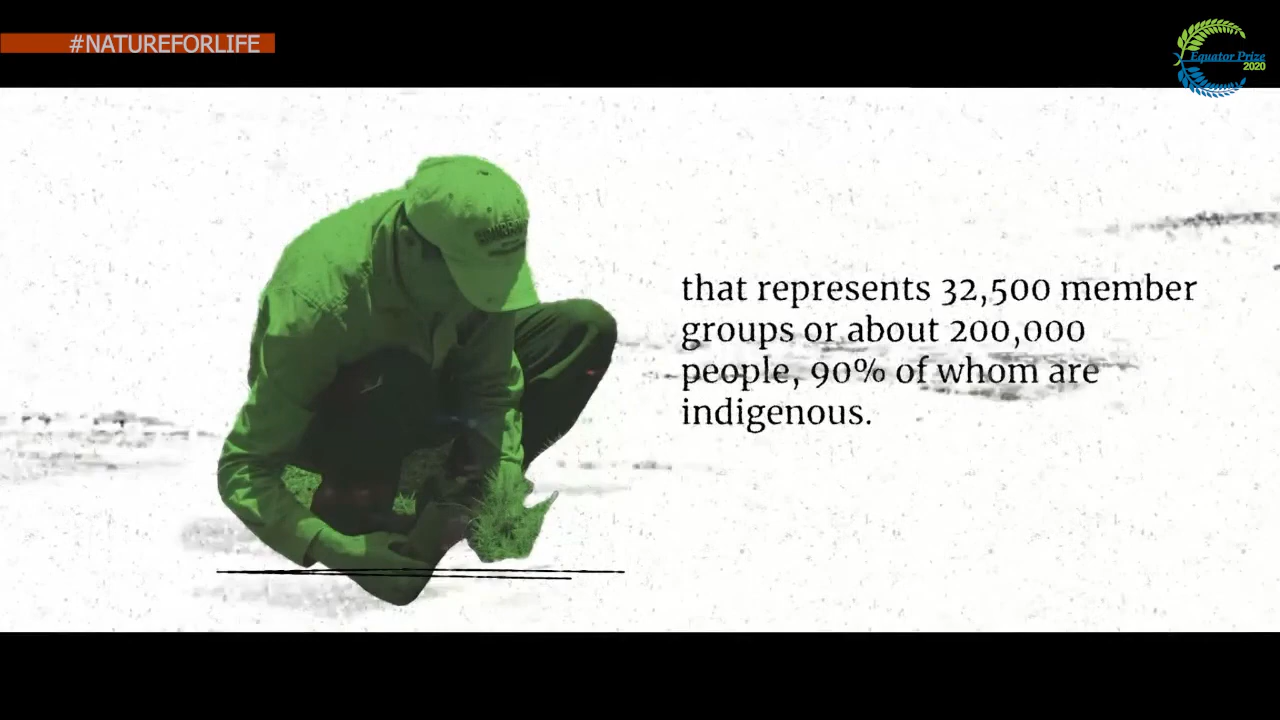 #NATUREFORLIFE
Equator Prize
2020
that represents 32,500 member
groups or about 200,000
people, 90% of whom are
indigenous.